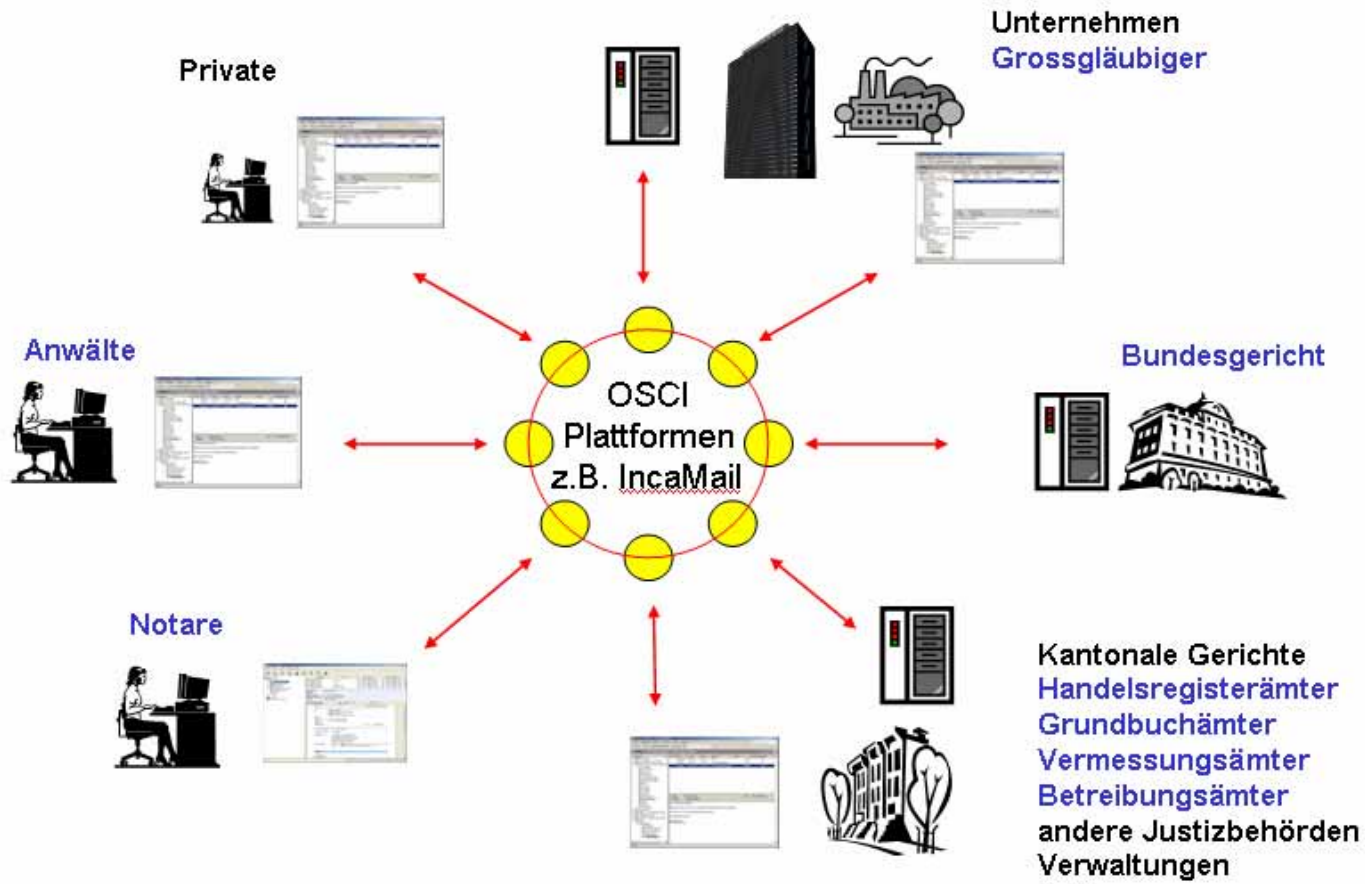 Unternehmen
Grossgläubiger
Private
Anwälte
Bundesgericht
OSCI
Plattformen
z.B. IncaMail
Notare
Kantonale Gerichte
Handelsregisterämter
Grundbuchämter
Vermessungsämter
Betreibungsämter
andere Justizbehörden
Verwaltungen